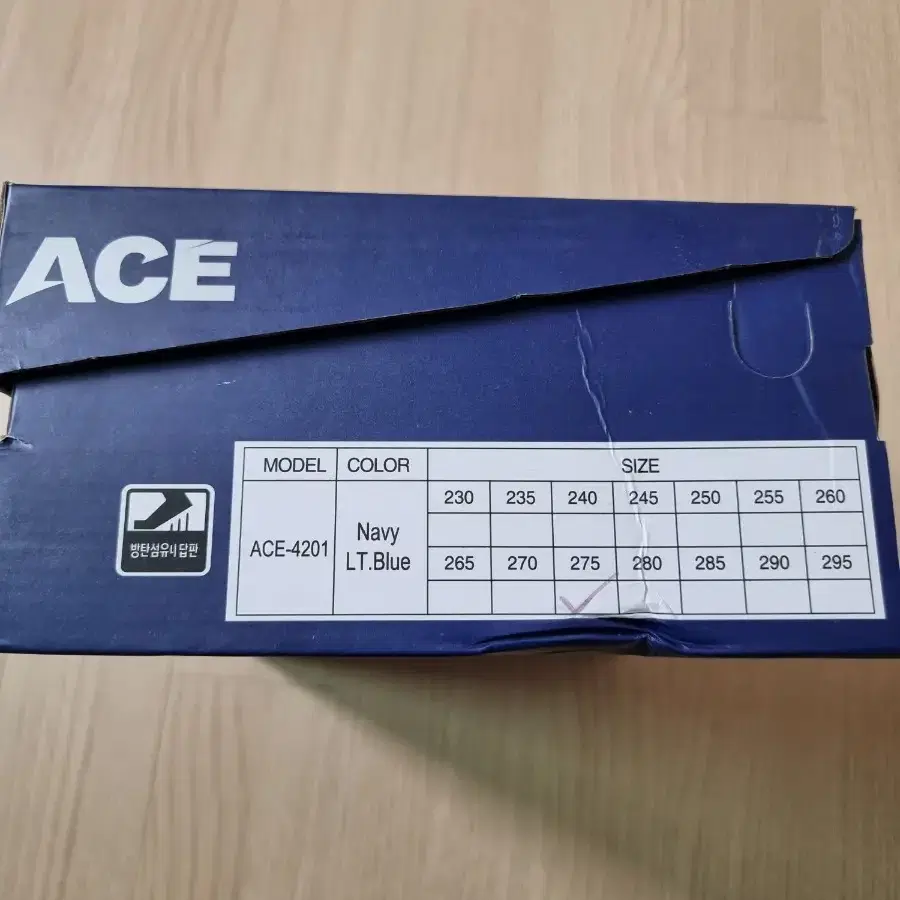 ACE
MODEL COLOR SIZE
230 235 240 245 250 255 260
ACE-4201 Navy
LT.Blue
265 270 275 280 285 290 295
방탄섬유내답판